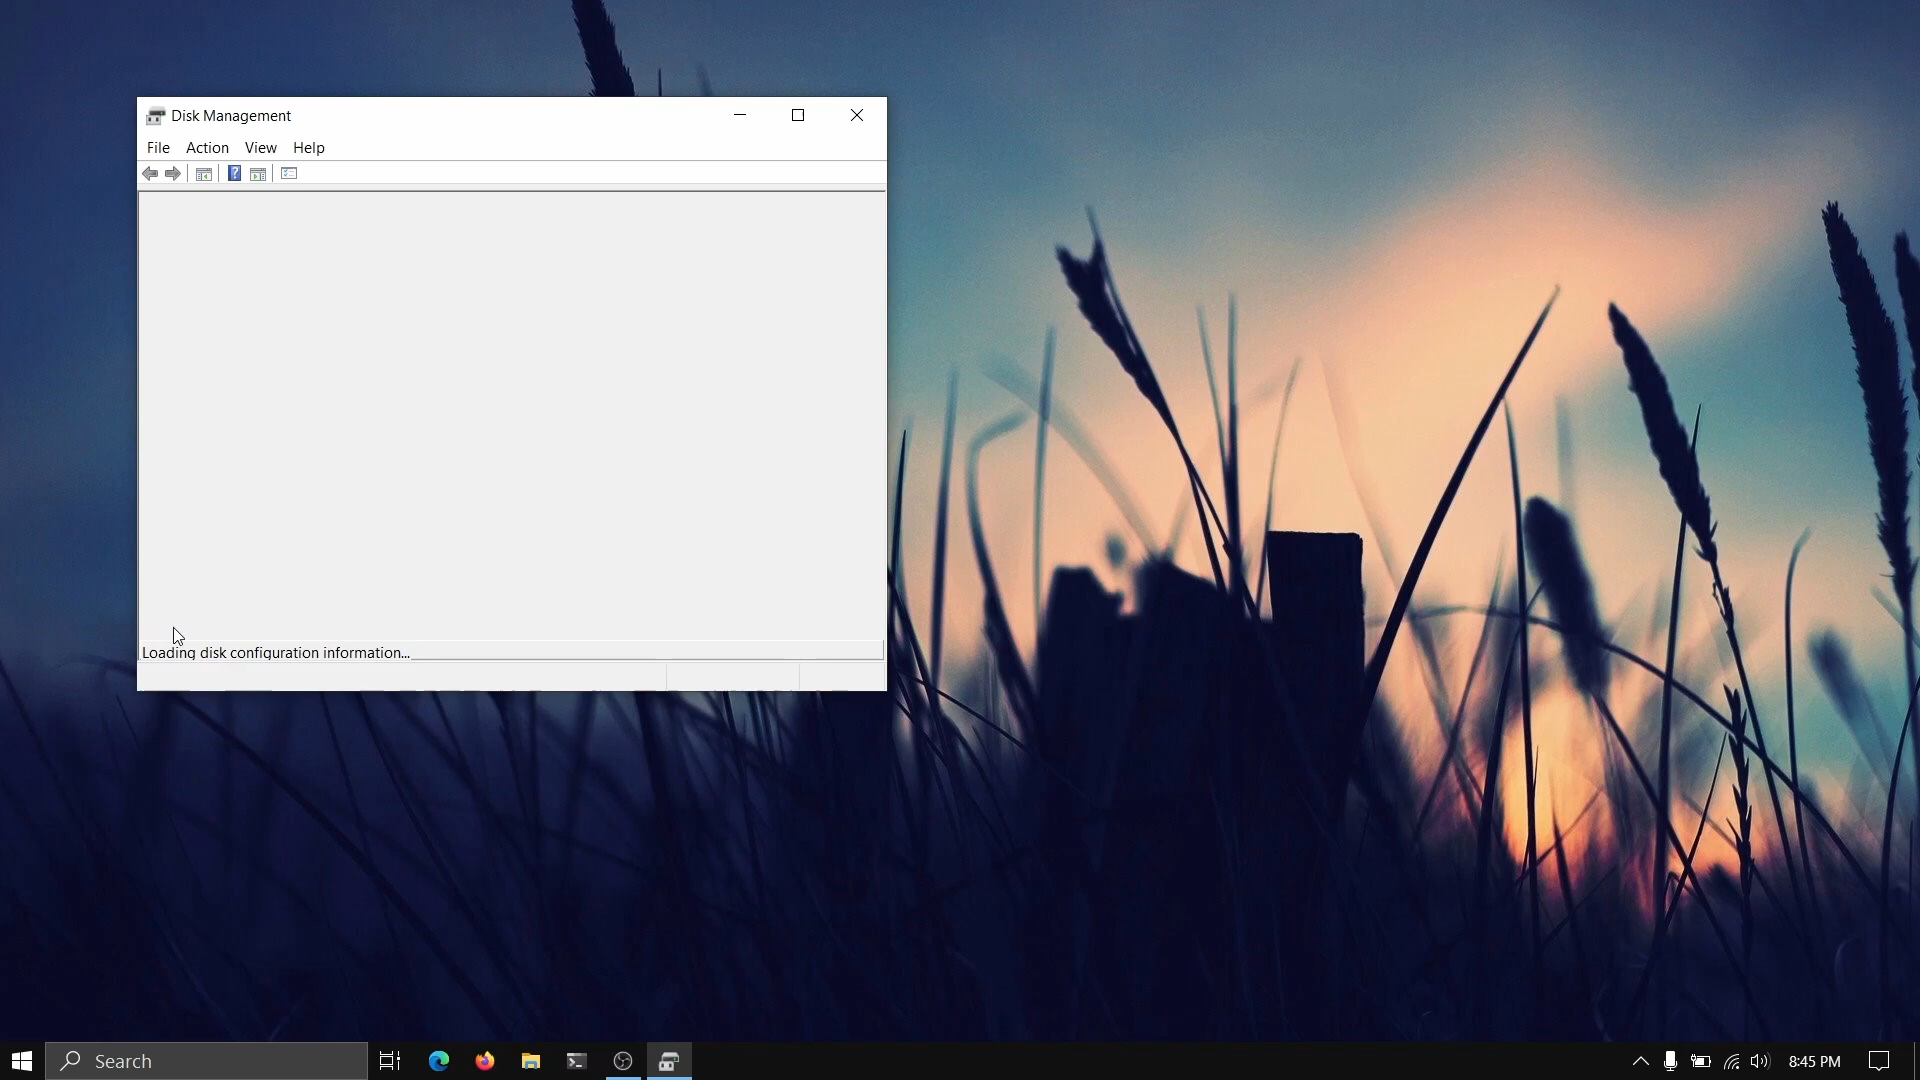 Disk Management
File Action View Help
?
Loading disk configuration information...
Search
8:45 PM